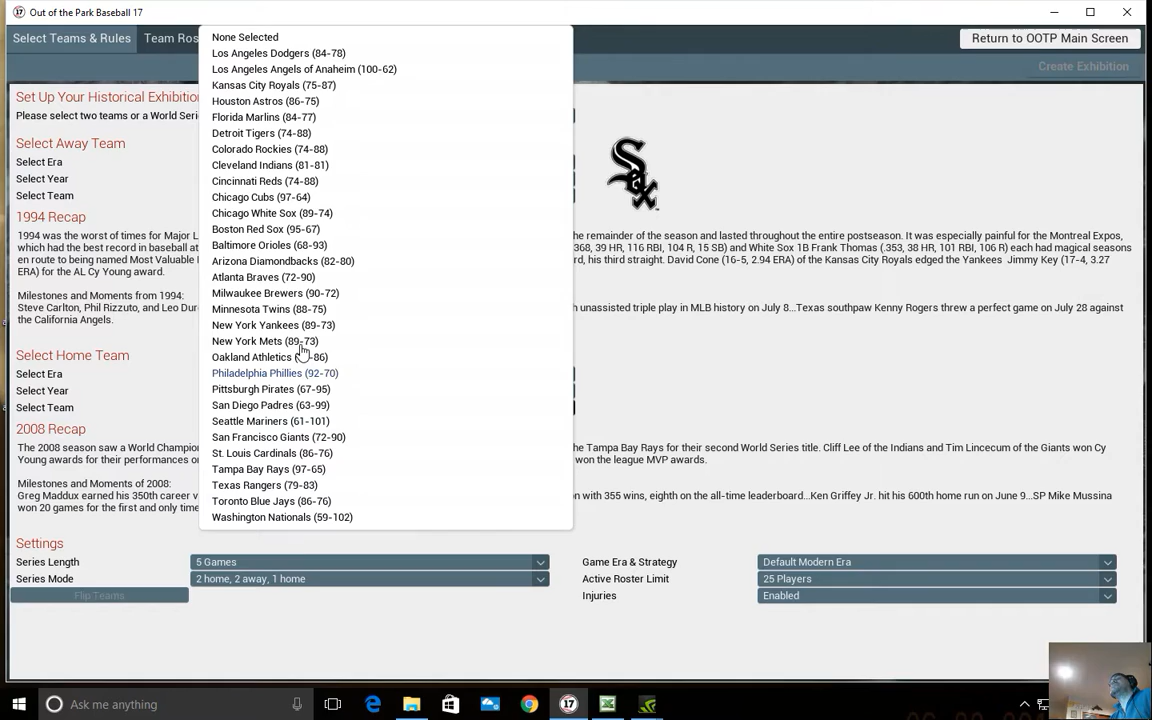 17 Out of the Park Baseball 17
Select Teams & Rules
Team Ros
Return to OOTP Main Screen
Create Exhibition
Set Up Your Historical Exhibition
Please select two teams or a World Seri
Select Away Team
Select Era
Select Year
Select Team
1994 Recap
1994 was the worst of times for Major L
which had the best record in baseball at
en route to being named Most Valuable
ERA) for the AL Cy Young award.
Milestones and Moments from 1994:
Steve Carlton, Phil Rizzuto, and Leo Duro
the California Angels.
Select Home Team
Select Era
Select Year
Select Team
2008 Recap
The 2008 season saw a World Champion
Young awards for their performances on
Milestones and Moments of 2008:
Greg Maddux earned his 350th career v
won 20 games for the first and only time
None Selected
Los Angeles Dodgers (84-78)
Los Angeles Angels of Anaheim (100-62)
Kansas City Royals (75-87)
Houston Astros (86-75)
Florida Marlins (84-77)
Detroit Tigers (74-88)
Colorado Rockies (74-88)
Cleveland Indians (81-81)
Cincinnati Reds (74-88)
Chicago Cubs (97-64)
Chicago White Sox (89-74)
Boston Red Sox (95-67)
Baltimore Orioles (68-93)
Arizona Diamondbacks (82-80)
Atlanta Braves (72-90)
Milwaukee Brewers (90-72)
Minnesota Twins (88-75)
New York Yankees (89-73)
New York Mets (89-73)
Oakland Athletics -86)
Philadelphia Phillies (92-70)
Pittsburgh Pirates (67-95)
San Diego Padres (63-99)
Seattle Mariners (61-101)
San Francisco Giants (72-90)
St. Louis Cardinals (86-76)
Tampa Bay Rays (97-65)
Texas Rangers (79-83)
Toronto Blue Jays (86-76)
Washington Nationals (59-102)
Sox
remainder of the season and lasted throughout the entire postseason. It was especially painful for the Montreal Expos,
368, 39 HR, 116 RBI, 104 R, 15 SB) and White Sox 1B Frank Thomas (.353, 38 HR, 101 RBI, 106 R) each had magical seasons
rd, his third straight. David Cone (16-5, 2.94 ERA) of the Kansas City Royals edged the Yankees Jimmy Key (17-4, 3.27
h unassisted triple play in MLB history on July 8...Texas southpaw Kenny Rogers threw a perfect game on July 28 against
the Tampa Bay Rays for their second World Series title. Cliff Lee of the Indians and Tim Lincecum of the Giants won Cy
won the league MVP awards.
on with 355 wins, eighth on the all-time leaderboard...Ken Griffey Jr. hit his 600th home run on June 9...SP Mike Mussina
Settings
Series Length
5 Games
Series Mode
2 home, 2 away, 1 home
Flip Teams
Game Era & Strategy
Default Modern Era
Active Roster Limit
25 Players
Injuries
Enabled
Ask me anything
17